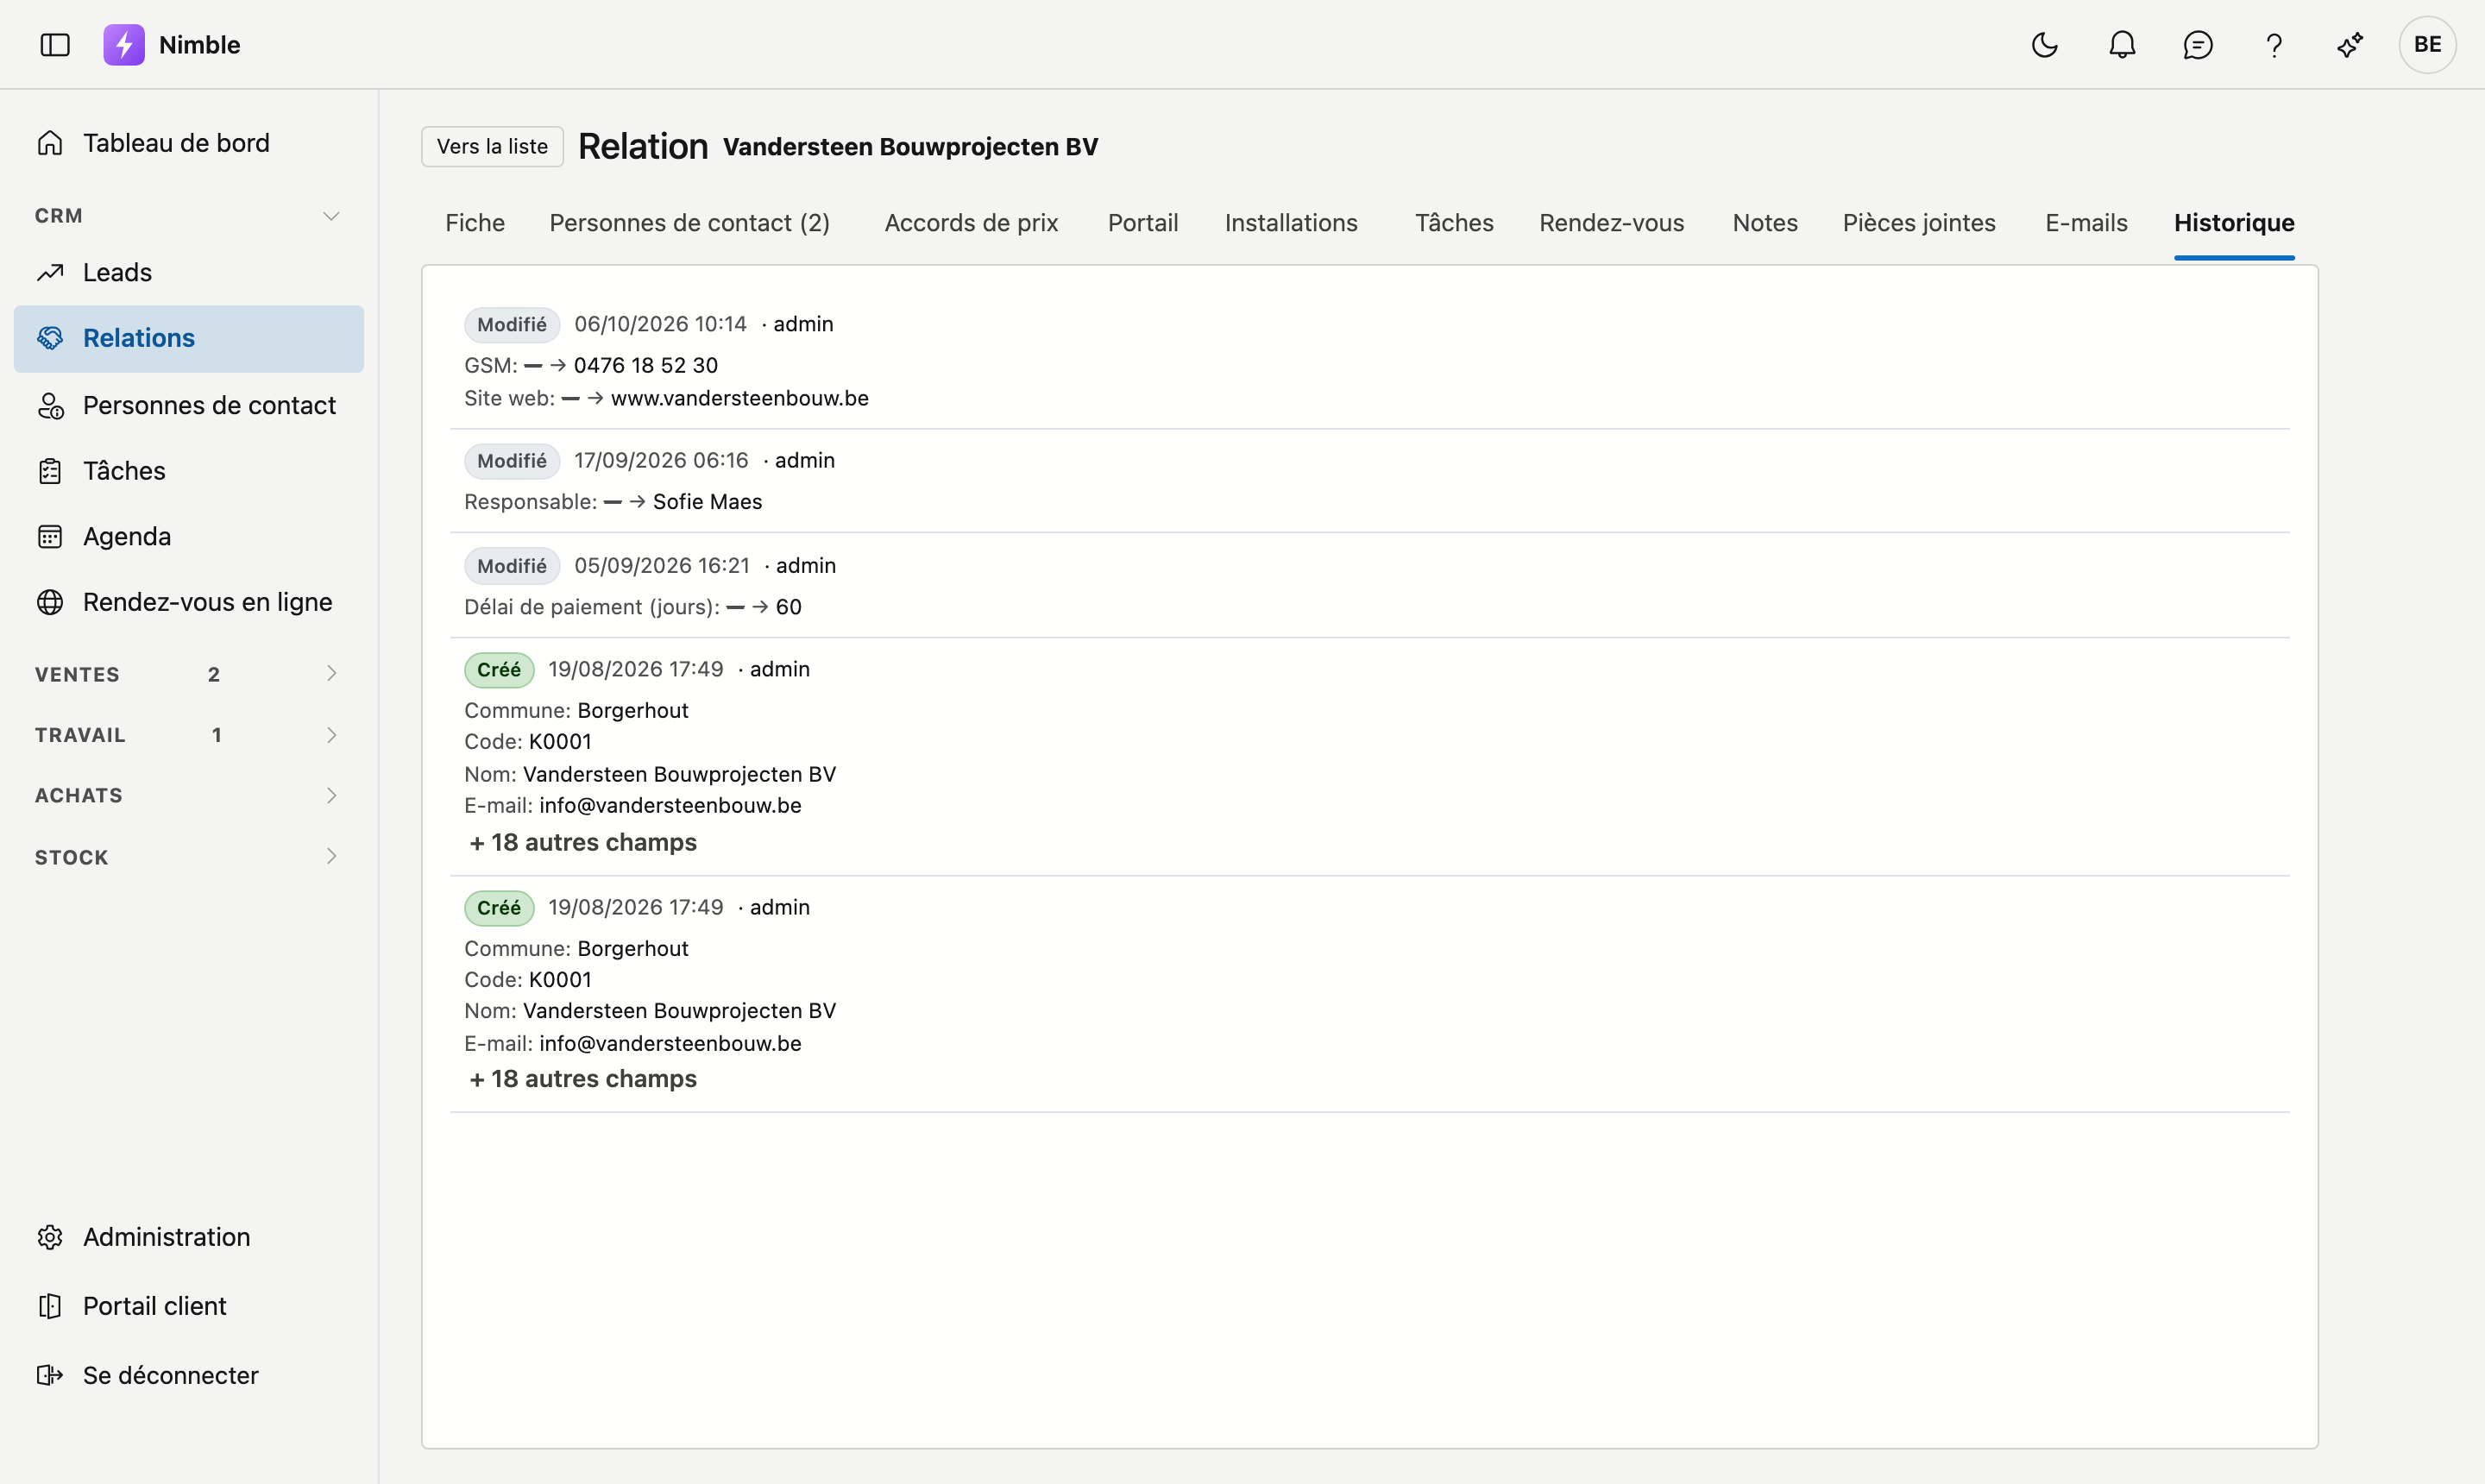 Nimble
BE
Tableau de bord
CRM
Leads
Relations
Personnes de contact
Tâches
Agenda
Rendez-vous en ligne
VENTES 2
TRAVAIL 1
ACHATS
STOCK
Administration
Portail client
Se déconnecter
Vers la liste Relation Vandersteen Bouwprojecten BV
Fiche Personnes de contact (2) Accords de prix Portail Installations Tâches Rendez-vous Notes Pièces jointes E-mails Historique
Modifié 06/10/2026 10:14 · admin
GSM: — → 0476 18 52 30
Site web: — → www.vandersteenbouw.be
Modifié 17/09/2026 06:16 · admin
Responsable: — → Sofie Maes
Modifié 05/09/2026 16:21 · admin
Délai de paiement (jours): — → 60
Créé 19/08/2026 17:49 · admin
Commune: Borgerhout
Code: K0001
Nom: Vandersteen Bouwprojecten BV
E-mail: info@vandersteenbouw.be
+ 18 autres champs
Créé 19/08/2026 17:49 · admin
Commune: Borgerhout
Code: K0001
Nom: Vandersteen Bouwprojecten BV
E-mail: info@vandersteenbouw.be
+ 18 autres champs